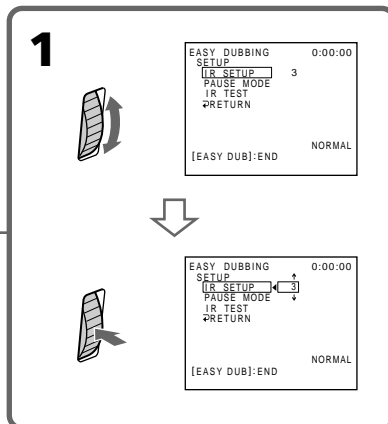 1
EASY DUBBING 0:00:00
SETUP
IR SETUP 3
PAUSE MODE
IR TEST
RETURN
NORMAL
[EASY DUB]:END
EASY DUBBING 0:00:00
SETUP
IR SETUP 3
PAUSE MODE
IR TEST
RETURN
NORMAL
[EASY DUB]:END